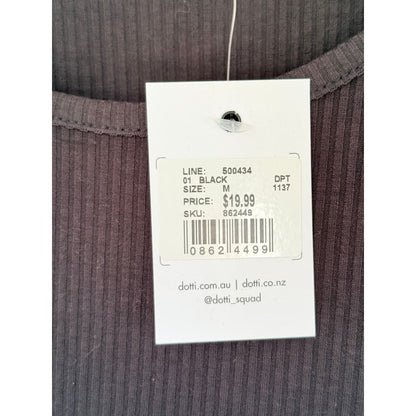 LINE: 500434
01 BLACK DPT
SIZE: M 1137
PRICE: $19.99
SKU: 862449
0862 4499
dotti.com.au | dotti.co.nz
@dotti_squad